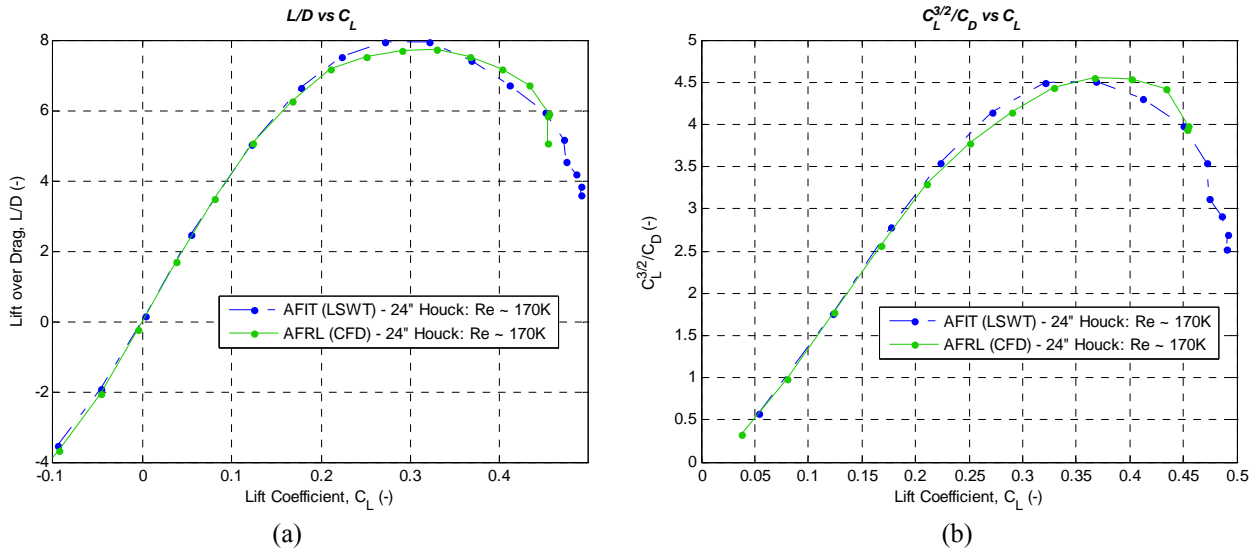 L/D vs C_L
8
6
4
2
0
-2
-4
-0.1
0
0.1
0.2
0.3
0.4
Lift over Drag, L/D (-)
Lift Coefficient, C_L (-)
AFIT (LSWT) - 24" Houck: Re ~ 170K
AFRL (CFD) - 24" Houck: Re ~ 170K
(a)
C_L^3/2/C_D vs C_L
5
4.5
4
3.5
3
2.5
2
1.5
1
0.5
0
0
0.05
0.1
0.15
0.2
0.25
0.3
0.35
0.4
0.45
0.5
C_L^3/2/C_D (-)
Lift Coefficient, C_L (-)
AFIT (LSWT) - 24" Houck: Re ~ 170K
AFRL (CFD) - 24" Houck: Re ~ 170K
(b)